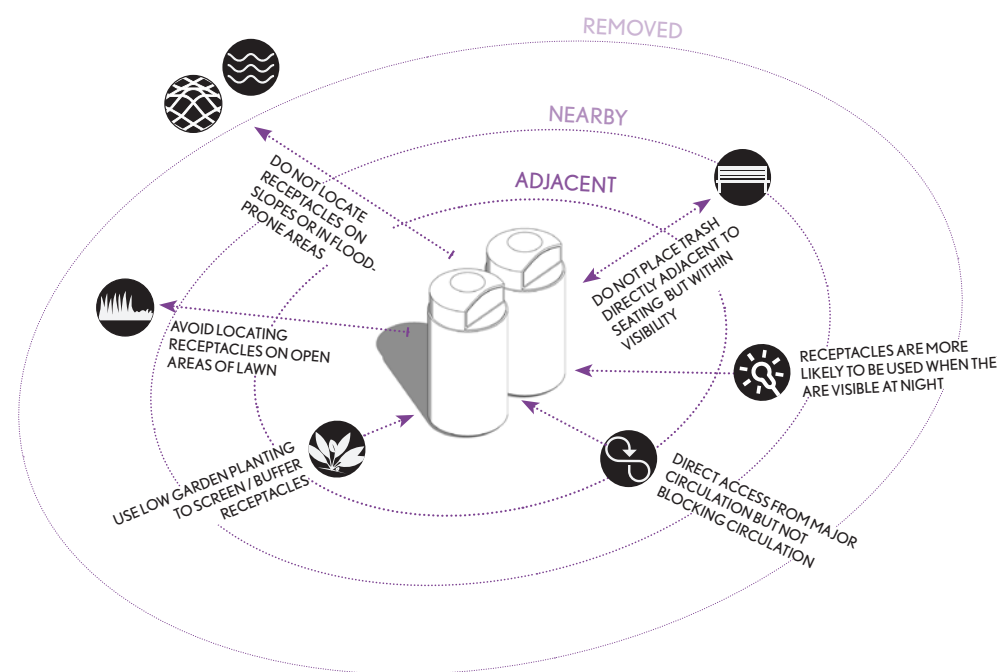 REMOVED
NEARBY
ADJACENT
DO NOT LOCATE
RECEPTACLES ON
SLOPES OR IN FLOOD-
PRONE AREAS
DO NOT PLACE TRASH
DIRECTLY ADJACENT TO
SEATING BUT WITHIN
VISIBILITY
AVOID LOCATING
RECEPTACLES ON OPEN
AREAS OF LAWN
RECEPTACLES ARE MORE
LIKELY TO BE USED WHEN THE
ARE VISIBLE AT NIGHT
USE LOW GARDEN PLANTING
TO SCREEN / BUFFER
RECEPTACLES
DIRECT ACCESS FROM MAJOR
CIRCULATION BUT NOT
BLOCKING CIRCULATION